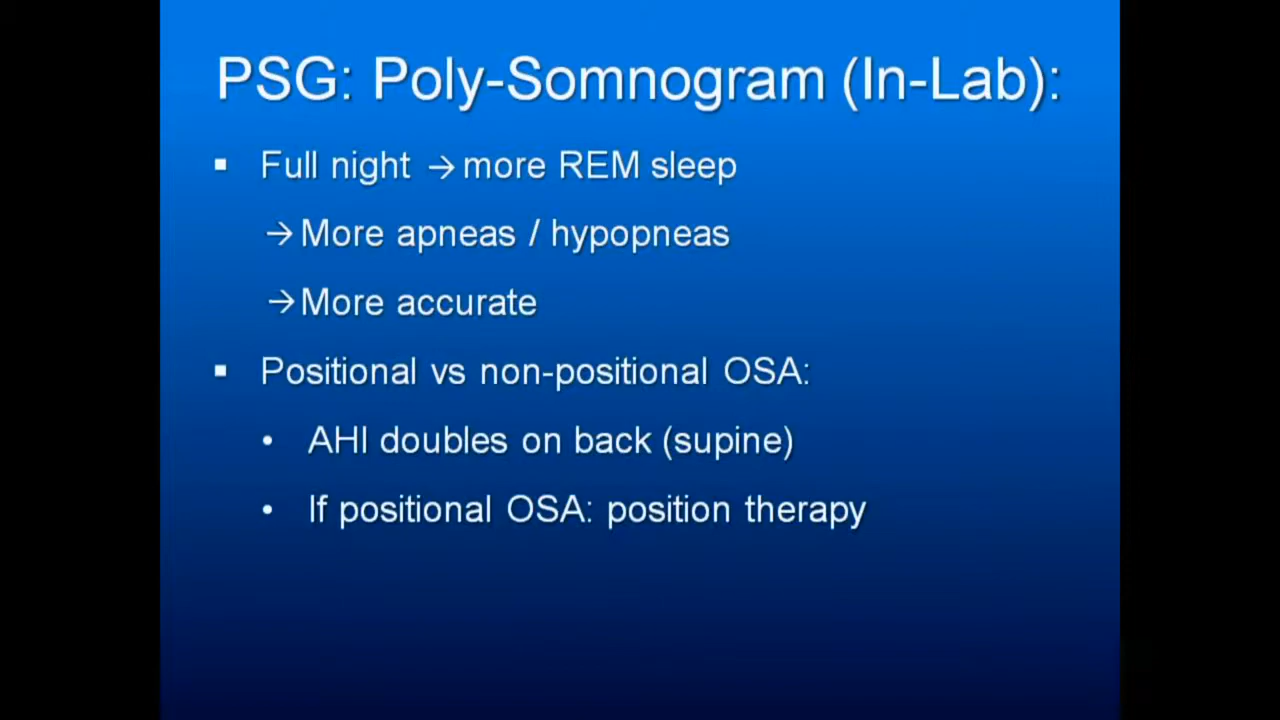 PSG: Poly-Somnogram (In-Lab):
▪ Full night → more REM sleep
→ More apneas / hypopneas
→ More accurate
▪ Positional vs non-positional OSA:
• AHI doubles on back (supine)
• If positional OSA: position therapy